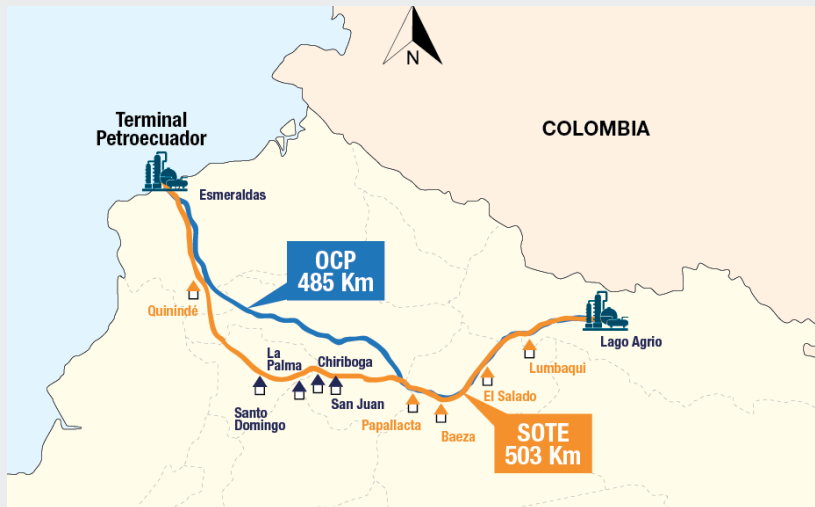 N
COLOMBIA
Terminal
Petroecuador
Esmeraldas
OCP
485 Km
Quinindé
Lago Agrio
La
Palma
Chiriboga
Lumbaqui
El Salado
San Juan
Santo
Domingo
Papallacta
Baeza
SOTE
503 Km